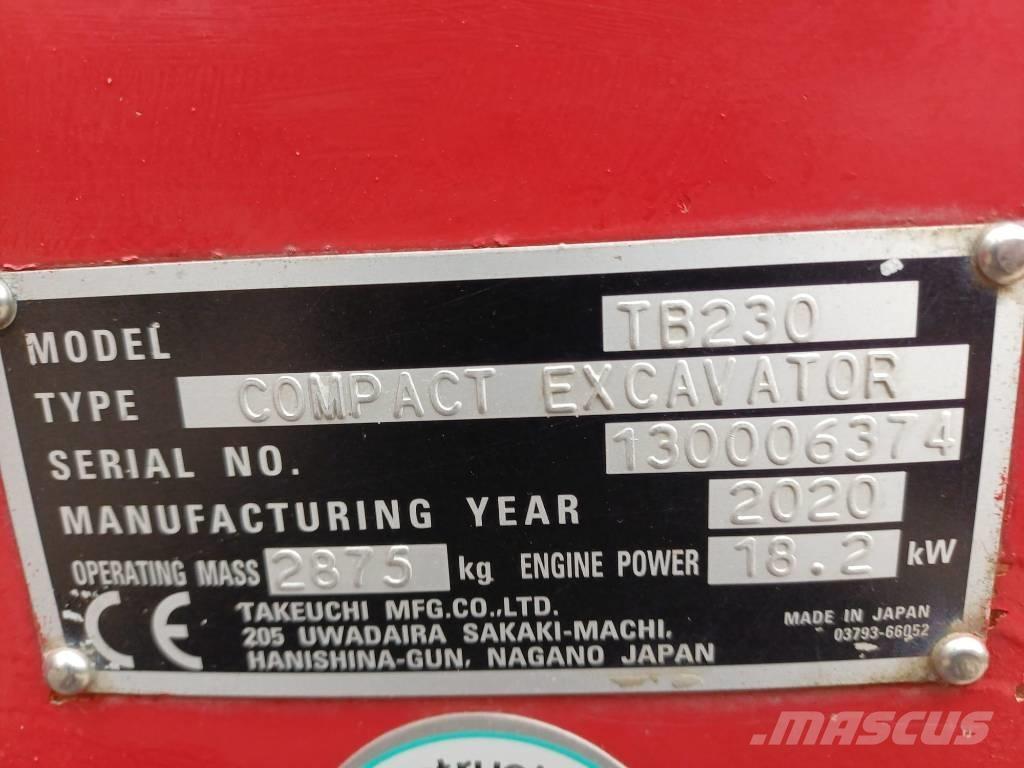 MODEL TB230
TYPE COMPACT EXCAVATOR
SERIAL NO. 130006374
MANUFACTURING YEAR 2020
OPERATING MASS 2875 kg ENGINE POWER 18.2 kW
CE TAKEUCHI MFG.CO.,LTD.
205 UWADAIRA SAKAKI-MACHI,
HANISHINA-GUN, NAGANO JAPAN
MADE IN JAPAN
03793-66052
MASCUS